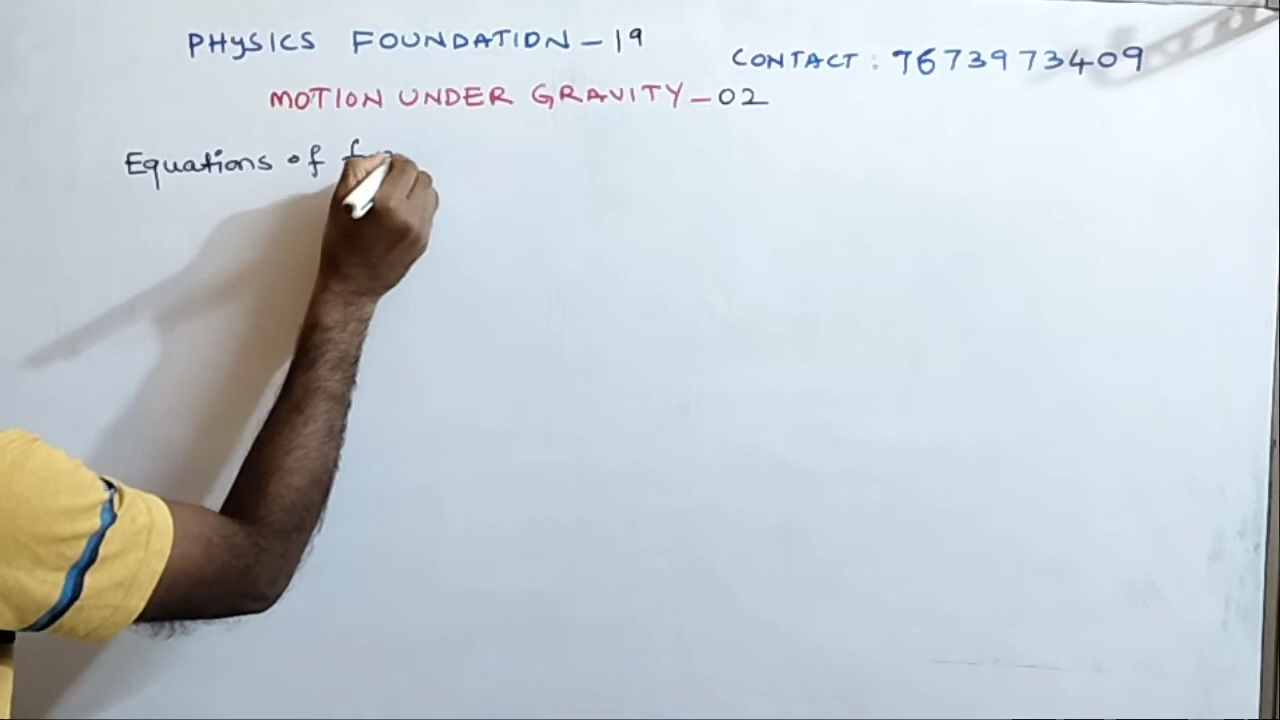 PHYSICS FOUNDATION - 19
CONTACT : 7673973409
MOTION UNDER GRAVITY - 02
Equations of